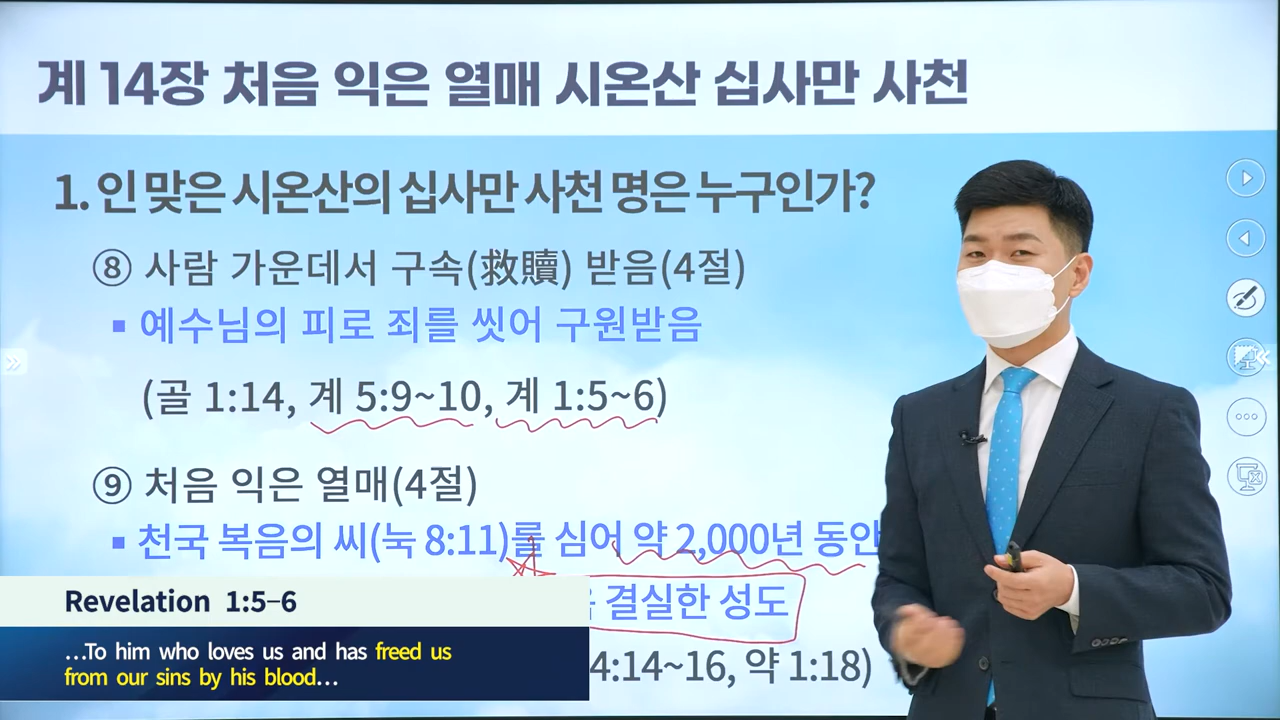 계 14장 처음 익은 열매 시온산 십사만 사천
1. 인 맞은 시온산의 십사만 사천 명은 누구인가?
⑧ 사람 가운데서 구속(救贖) 받음(4절)
▪ 예수님의 피로 죄를 씻어 구원받음
(골 1:14, 계 5:9~10, 계 1:5~6)
⑨ 처음 익은 열매(4절)
▪ 천국 복음의 씨(눅 8:11)를 심어 약 2,000년 동안
결실한 성도
4:14~16, 약 1:18)
Revelation 1:5-6
...To him who loves us and has freed us
from our sins by his blood...